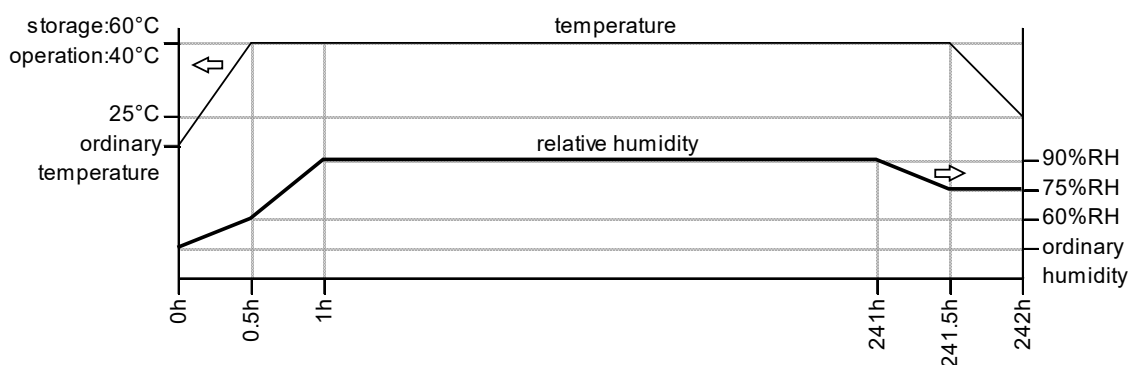 storage:60°C
operation:40°C
temperature
25°C
ordinary
temperature
relative humidity
90%RH
75%RH
60%RH
ordinary
humidity
0h
0.5h
1h
241h
241.5h
242h